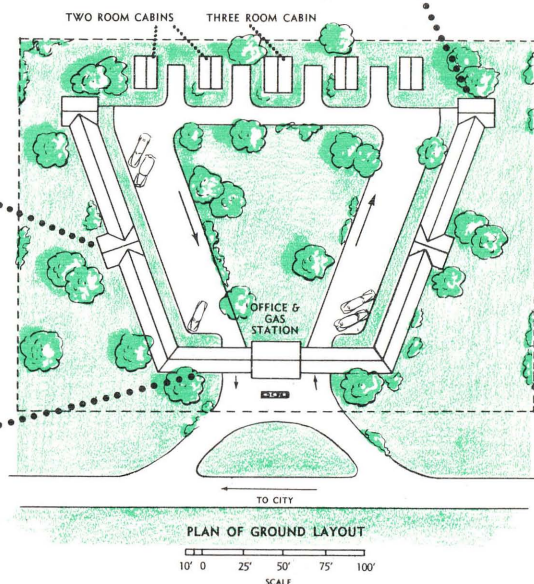 TWO ROOM CABINS
THREE ROOM CABIN
OFFICE &
GAS
STATION
TO CITY
PLAN OF GROUND LAYOUT
10' 0 25' 50' 75' 100'
SCALE